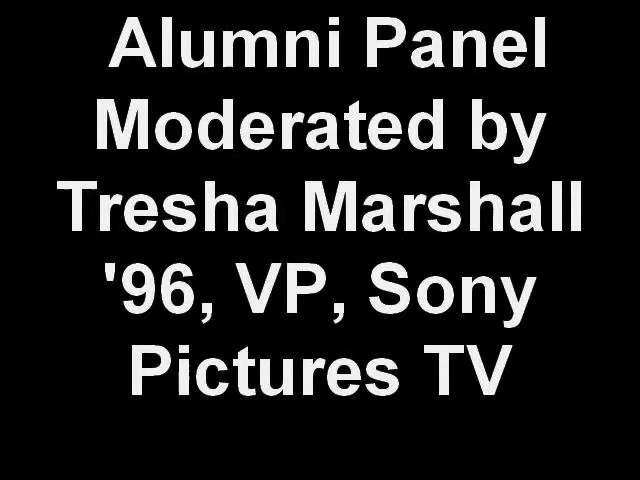 Alumni Panel
Moderated by
Tresha Marshall
'96, VP, Sony
Pictures TV